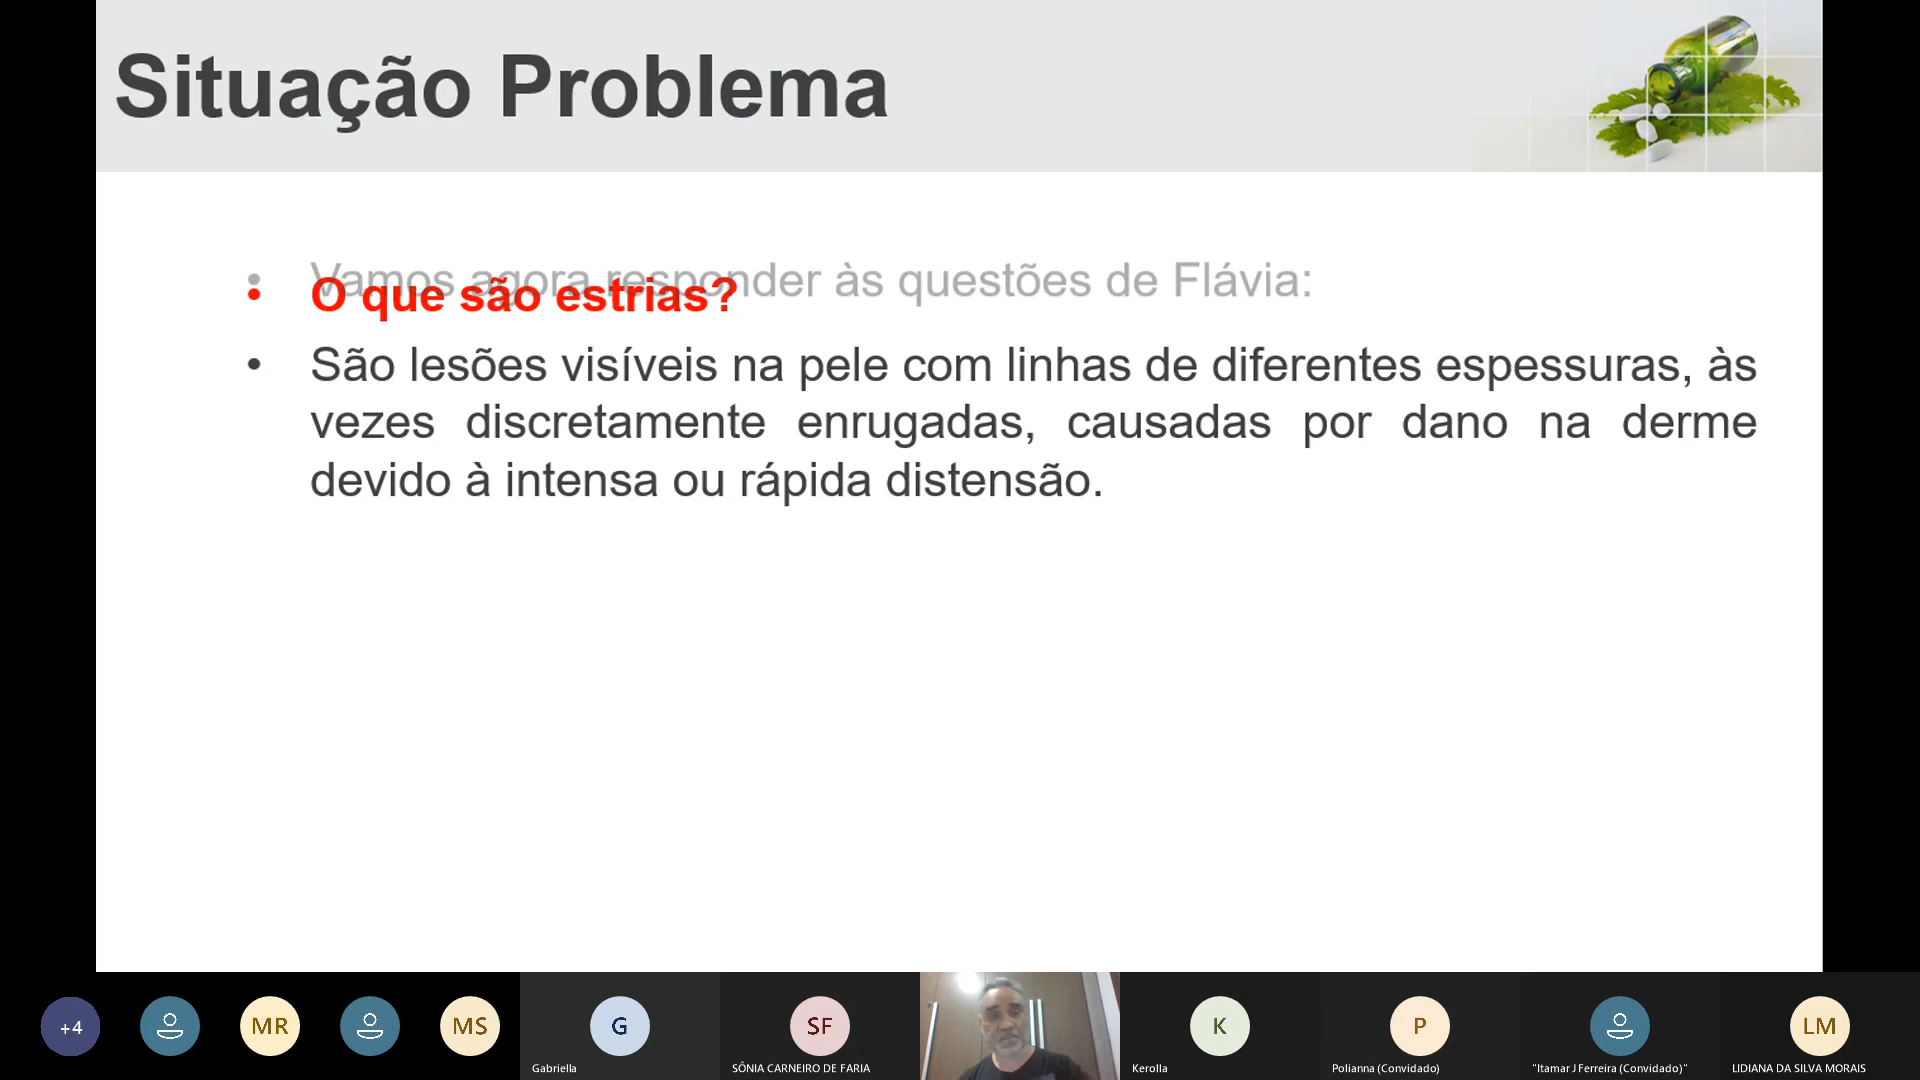 Situação Problema
• Vamos agora responder às questões de Flávia:
• O que são estrias?
• São lesões visíveis na pele com linhas de diferentes espessuras, às
vezes discretamente enrugadas, causadas por dano na derme
devido à intensa ou rápida distensão.
+4
MR
MS
G
SF
K
P
LM
Gabriella
SÔNIA CARNEIRO DE FARIA
Kerolla
Polianna (Convidado)
"Itamar J Ferreira (Convidado)"
LIDIANA DA SILVA MORAIS